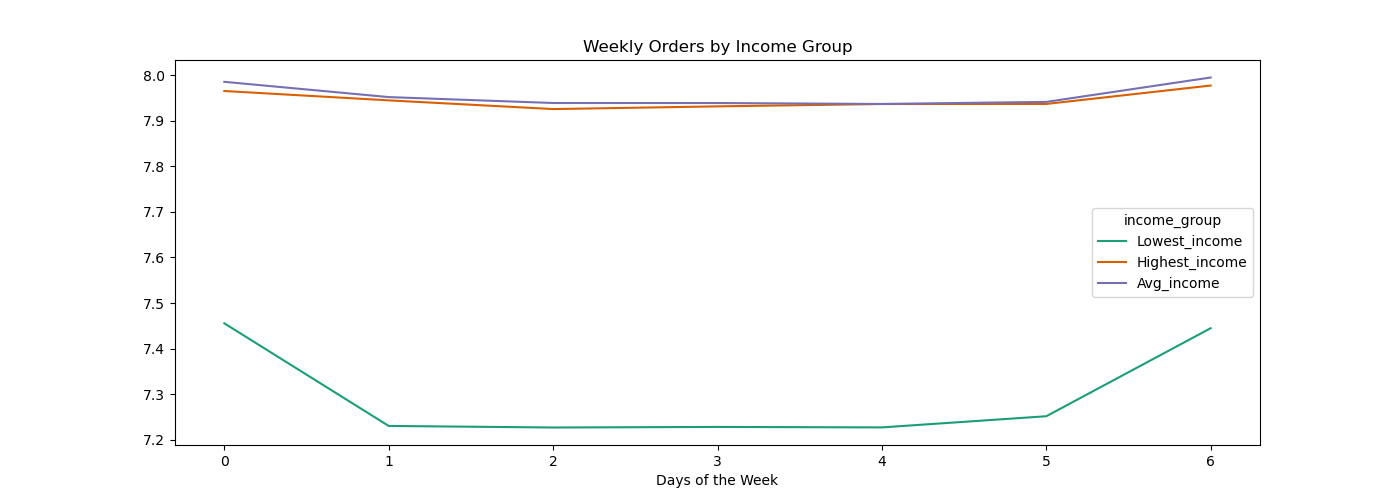 Weekly Orders by Income Group
8.0
7.9
7.8
7.7
7.6
7.5
7.4
7.3
7.2
income_group
Lowest_income
Highest_income
Avg_income
0 1 2 3 4 5 6
Days of the Week